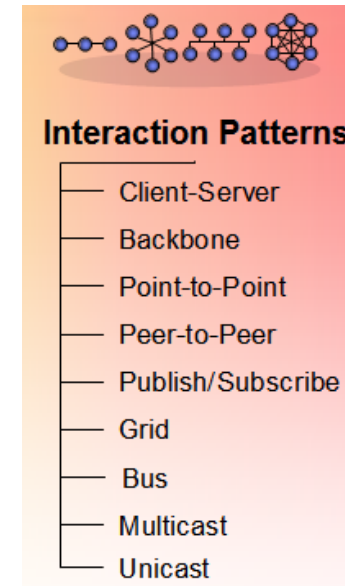 Interaction Patterns
Client-Server
Backbone
Point-to-Point
Peer-to-Peer
Publish/Subscribe
Grid
Bus
Multicast
Unicast